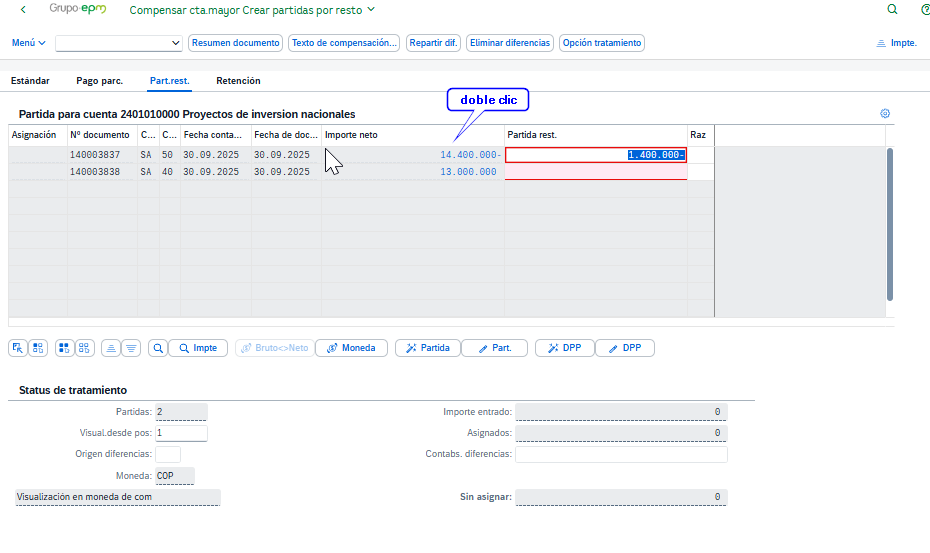 Grupo·epm
Compensar cta.mayor Crear partidas por resto
Menú
Resumen documento
Texto de compensación...
Repartir dif.
Eliminar diferencias
Opción tratamiento
Impte.
Estándar Pago parc. Part.rest. Retención
doble clic
Partida para cuenta 2401010000 Proyectos de inversion nacionales
Asignación Nº documento C... C... Fecha conta... Fecha de doc... Importe neto Partida rest. Raz
140003837 SA 50 30.09.2025 30.09.2025 14.400.000- 1.400.000-
140003838 SA 40 30.09.2025 30.09.2025 13.000.000
Impte Bruto<>Neto Moneda Partida Part. DPP DPP
Status de tratamiento
Partidas: 2 Importe entrado: 0
Visual.desde pos: 1 Asignados: 0
Origen diferencias: Contabs. diferencias:
Moneda: COP
Visualización en moneda de com Sin asignar: 0